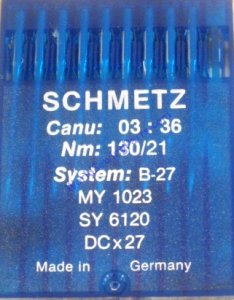 SCHMETZ
Canu: 03 : 36
Nm: 130/21
System: B-27
MY 1023
SY 6120
DCx27
Made in Germany